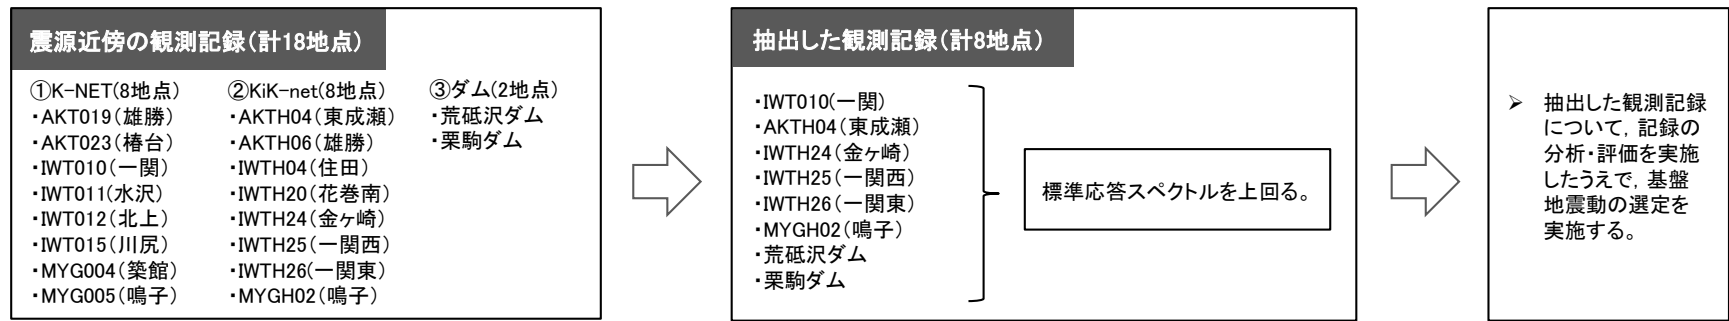 震源近傍の観測記録(計18地点)
①K-NET(8地点)
・AKT019(雄勝)
・AKT023(椿台)
・IWT010(一関)
・IWT011(水沢)
・IWT012(北上)
・IWT015(川尻)
・MYG004(築館)
・MYG005(鳴子)
②KiK-net(8地点)
・AKTH04(東成瀬)
・AKTH06(雄勝)
・IWTH04(住田)
・IWTH20(花巻南)
・IWTH24(金ヶ崎)
・IWTH25(一関西)
・IWTH26(一関東)
・MYGH02(鳴子)
③ダム(2地点)
・荒砥沢ダム
・栗駒ダム
抽出した観測記録(計8地点)
・IWT010(一関)
・AKTH04(東成瀬)
・IWTH24(金ヶ崎)
・IWTH25(一関西)
・IWTH26(一関東)
・MYGH02(鳴子)
・荒砥沢ダム
・栗駒ダム
標準応答スペクトルを上回る。
➢ 抽出した観測記録
について，記録の
分析・評価を実施
したうえで，基盤
地震動の選定を
実施する。